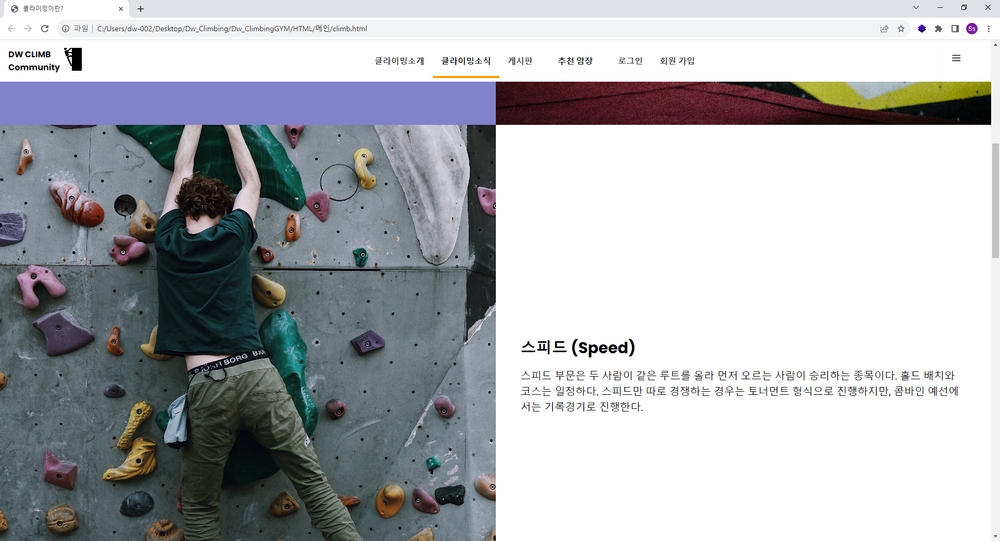 클라이밍이란?
파일
C:/Users/dw-002/Desktop/Dw_Climbing/Dw_ClimbingGYM/HTML/메인/climb.html
Ss
DW CLIMB
Community
클라이밍소개 클라이밍소식 게시판 추천 암장 로그인 회원 가입
BJÖRN BORG BJÖR
스피드 (Speed)
스피드 부문은 두 사람이 같은 루트를 올라 먼저 오르는 사람이 승리하는 종목이다. 홀드 배치와
코스는 일정하다. 스피드만 따로 경쟁하는 경우는 토너먼트 형식으로 진행하지만, 콤바인 예선에
서는 기록경기로 진행한다.